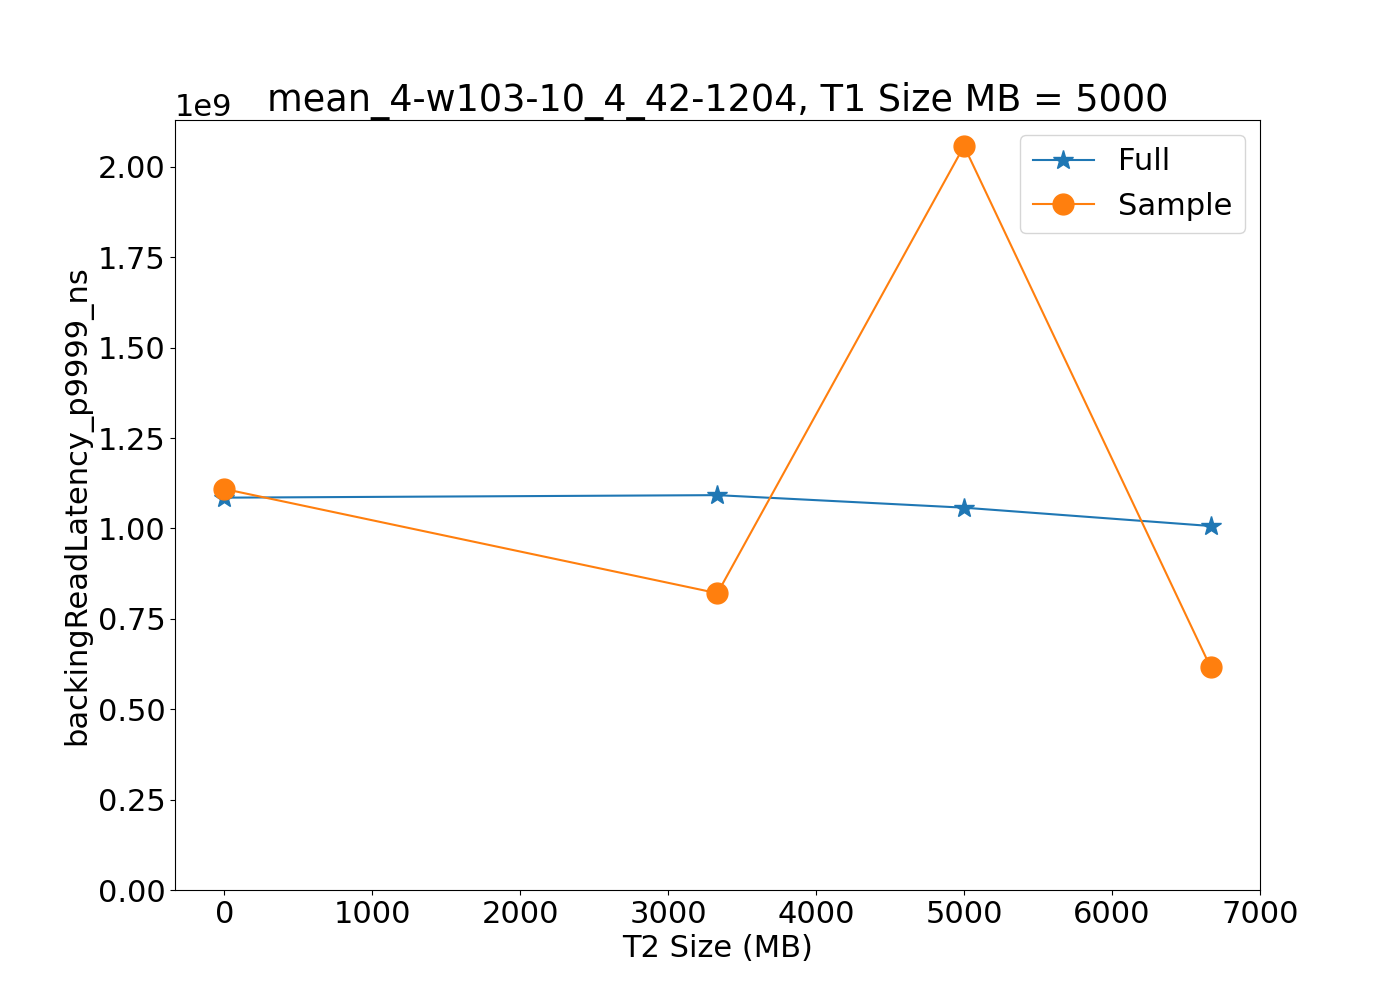 1e9
mean_4-w103-10_4_42-1204, T1 Size MB = 5000
Full
Sample
backingReadLatency_p9999_ns
2.00
1.75
1.50
1.25
1.00
0.75
0.50
0.25
0.00
0 1000 2000 3000 4000 5000 6000 7000
T2 Size (MB)